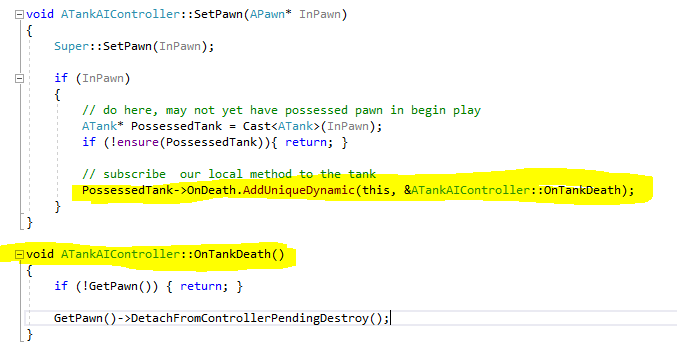 void ATankAIController::SetPawn(APawn* InPawn)
{
    Super::SetPawn(InPawn);
    if (InPawn)
    {
        // do here, may not yet have possessed pawn in begin play
        ATank* PossessedTank = Cast<ATank>(InPawn);
        if (!ensure(PossessedTank)){ return; }
        // subscribe  our local method to the tank
        PossessedTank->OnDeath.AddUniqueDynamic(this, &ATankAIController::OnTankDeath);
    }
}
void ATankAIController::OnTankDeath()
{
    if (!GetPawn()) { return; }
    GetPawn()->DetachFromControllerPendingDestroy();
}